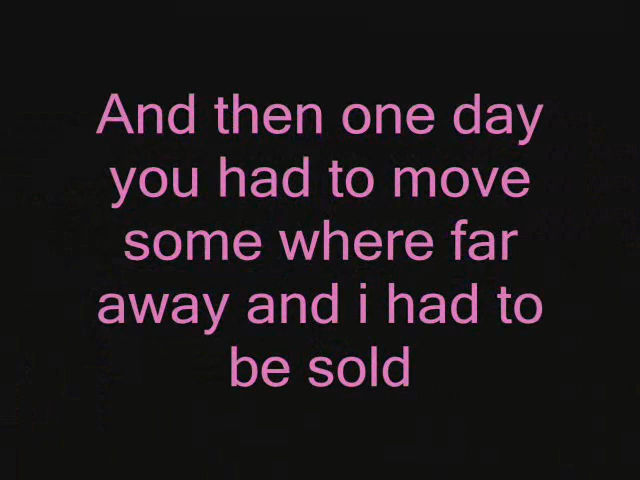 And then one day
you had to move
some where far
away and i had to
be sold